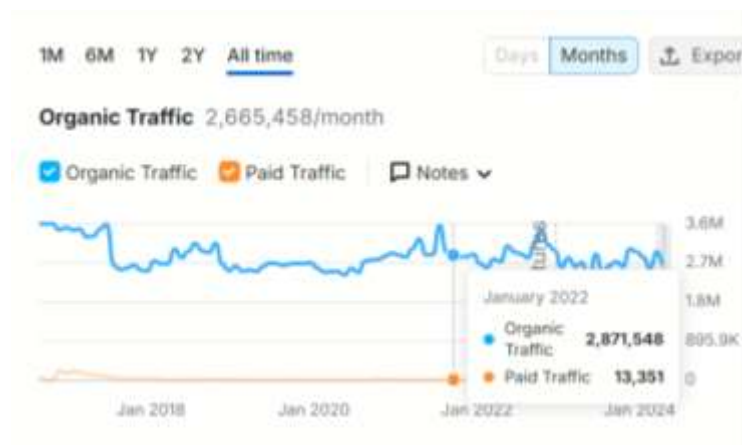 1M 6M 1Y 2Y All time Days Months Expor
Organic Traffic 2,665,458/month
Organic Traffic Paid Traffic Notes
3.6M
2.7M
1.8M
895.9K
0
January 2022
Organic
Traffic 2,871,548
Paid Traffic 13,351
Jan 2018 Jan 2020 Jan 2022 Jan 2024